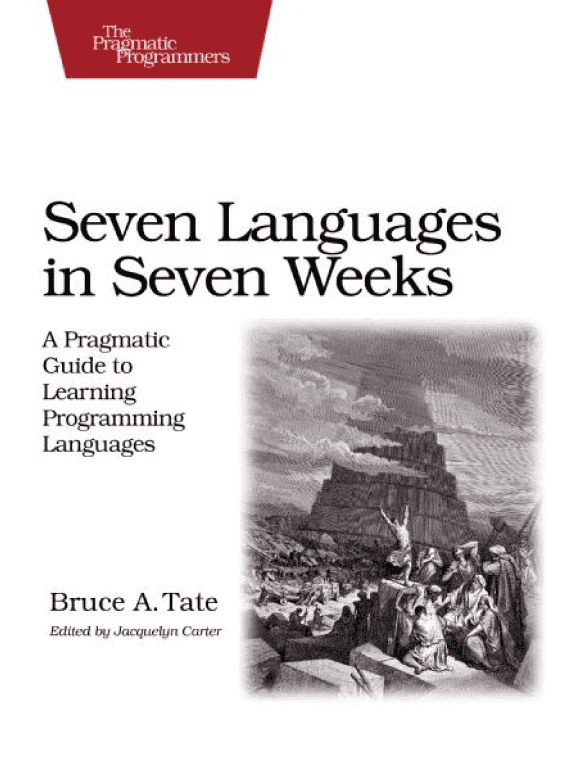 The
Pragmatic
Programmers
Seven Languages
in Seven Weeks
A Pragmatic
Guide to
Learning
Programming
Languages
Bruce A. Tate
Edited by Jacquelyn Carter